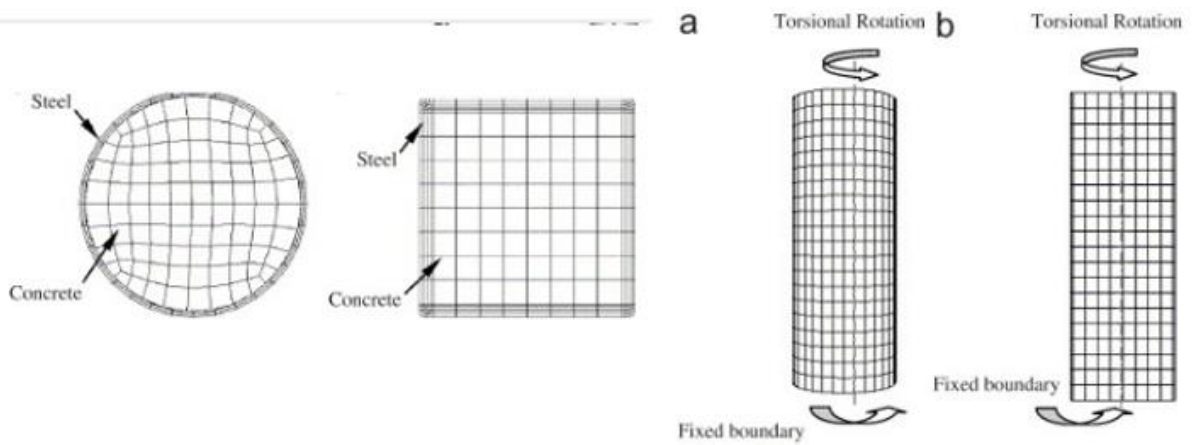 Steel
Concrete
Steel
Concrete
a
Torsional Rotation
Fixed boundary
b
Torsional Rotation
Fixed boundary